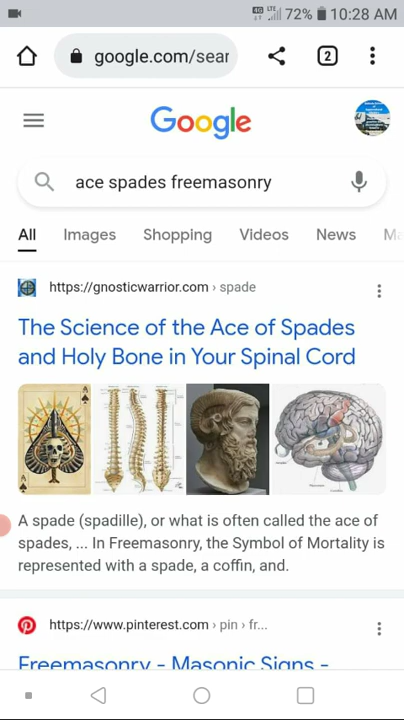 4G LTE 72% 10:28 AM
google.com/sear
2
Google
ace spades freemasonry
All Images Shopping Videos News Ma
https://gnosticwarrior.com › spade
The Science of the Ace of Spades
and Holy Bone in Your Spinal Cord
A spade (spadille), or what is often called the ace of
spades, ... In Freemasonry, the Symbol of Mortality is
represented with a spade, a coffin, and.
https://www.pinterest.com › pin › fr...
Freemasonry - Masonic Signs -